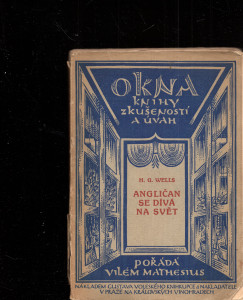 OKNA
KNIHY
ZKUŠENOSTÍ
A ÚVAH
H. G. WELLS
ANGLIČAN
SE DÍVÁ
NA SVĚT
POŘÁDÁ
VILÉM MATHESIUS
NÁKLADEM GUSTAVA VOLESKÉHO KNIHKUPCE A NAKLADATELE
V PRAZE NA KRÁLOVSKÝCH VINOHRADECH